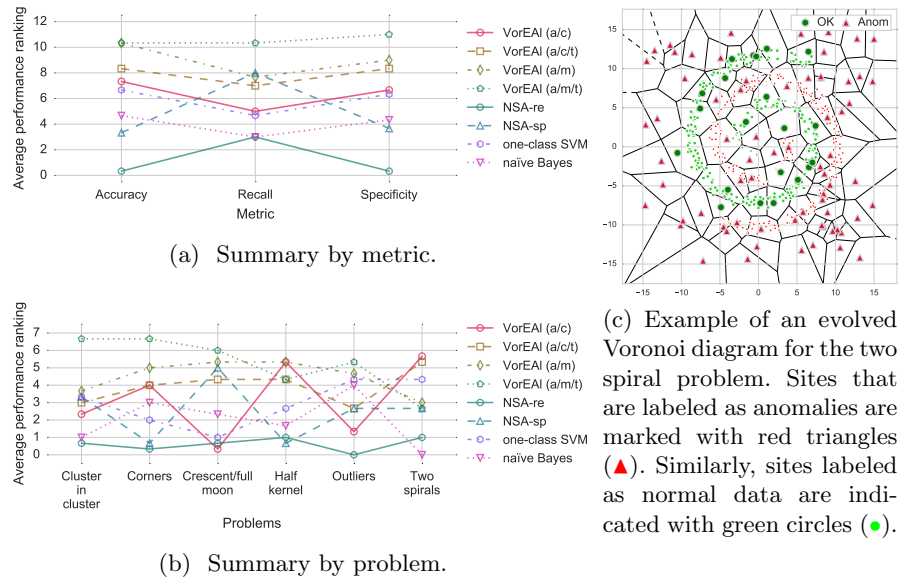 Average performance ranking
12
10
8
6
4
2
0
Accuracy
Recall
Specificity
Metric
VorEAl (a/c)
VorEAl (a/c/t)
VorEAl (a/m)
VorEAl (a/m/t)
NSA-re
NSA-sp
one-class SVM
naïve Bayes
(a) Summary by metric.
Average performance ranking
7
6
5
4
3
2
1
0
Cluster
in
cluster
Corners
Crescent/full
moon
Half
kernel
Outliers
Two
spirals
Problems
VorEAl (a/c)
VorEAl (a/c/t)
VorEAl (a/m)
VorEAl (a/m/t)
NSA-re
NSA-sp
one-class SVM
naïve Bayes
(b) Summary by problem.
OK
Anom
15
10
5
0
−5
−10
−15
−15
−10
−5
0
5
10
15
(c) Example of an evolved
Voronoi diagram for the two
spiral problem. Sites that
are labeled as anomalies are
marked with red triangles
(▲). Similarly, sites labeled
as normal data are indi-
cated with green circles (●).